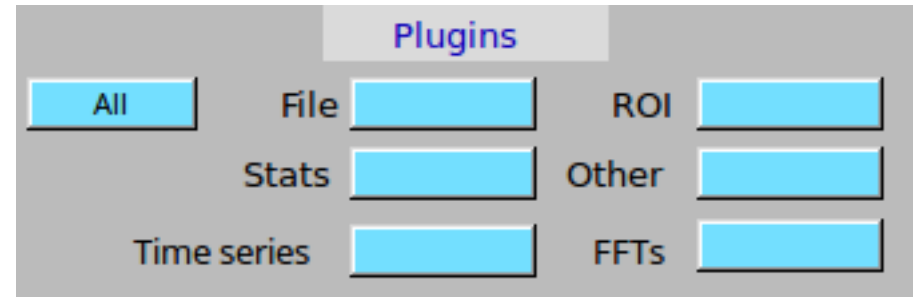 Plugins
All File ROI
Stats Other
Time series FFTs